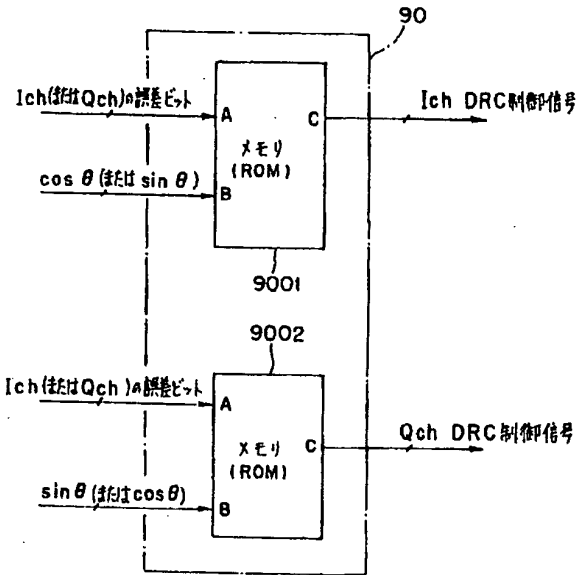 90
Ich(またはQch)の誤差ビット
A
C
Ich DRC制御信号
メモリ
(ROM)
cos θ (または sin θ)
B
9001
9002
Ich(またはQch)の誤差ビット
A
C
Qch DRC制御信号
メモリ
(ROM)
sin θ (または cos θ)
B